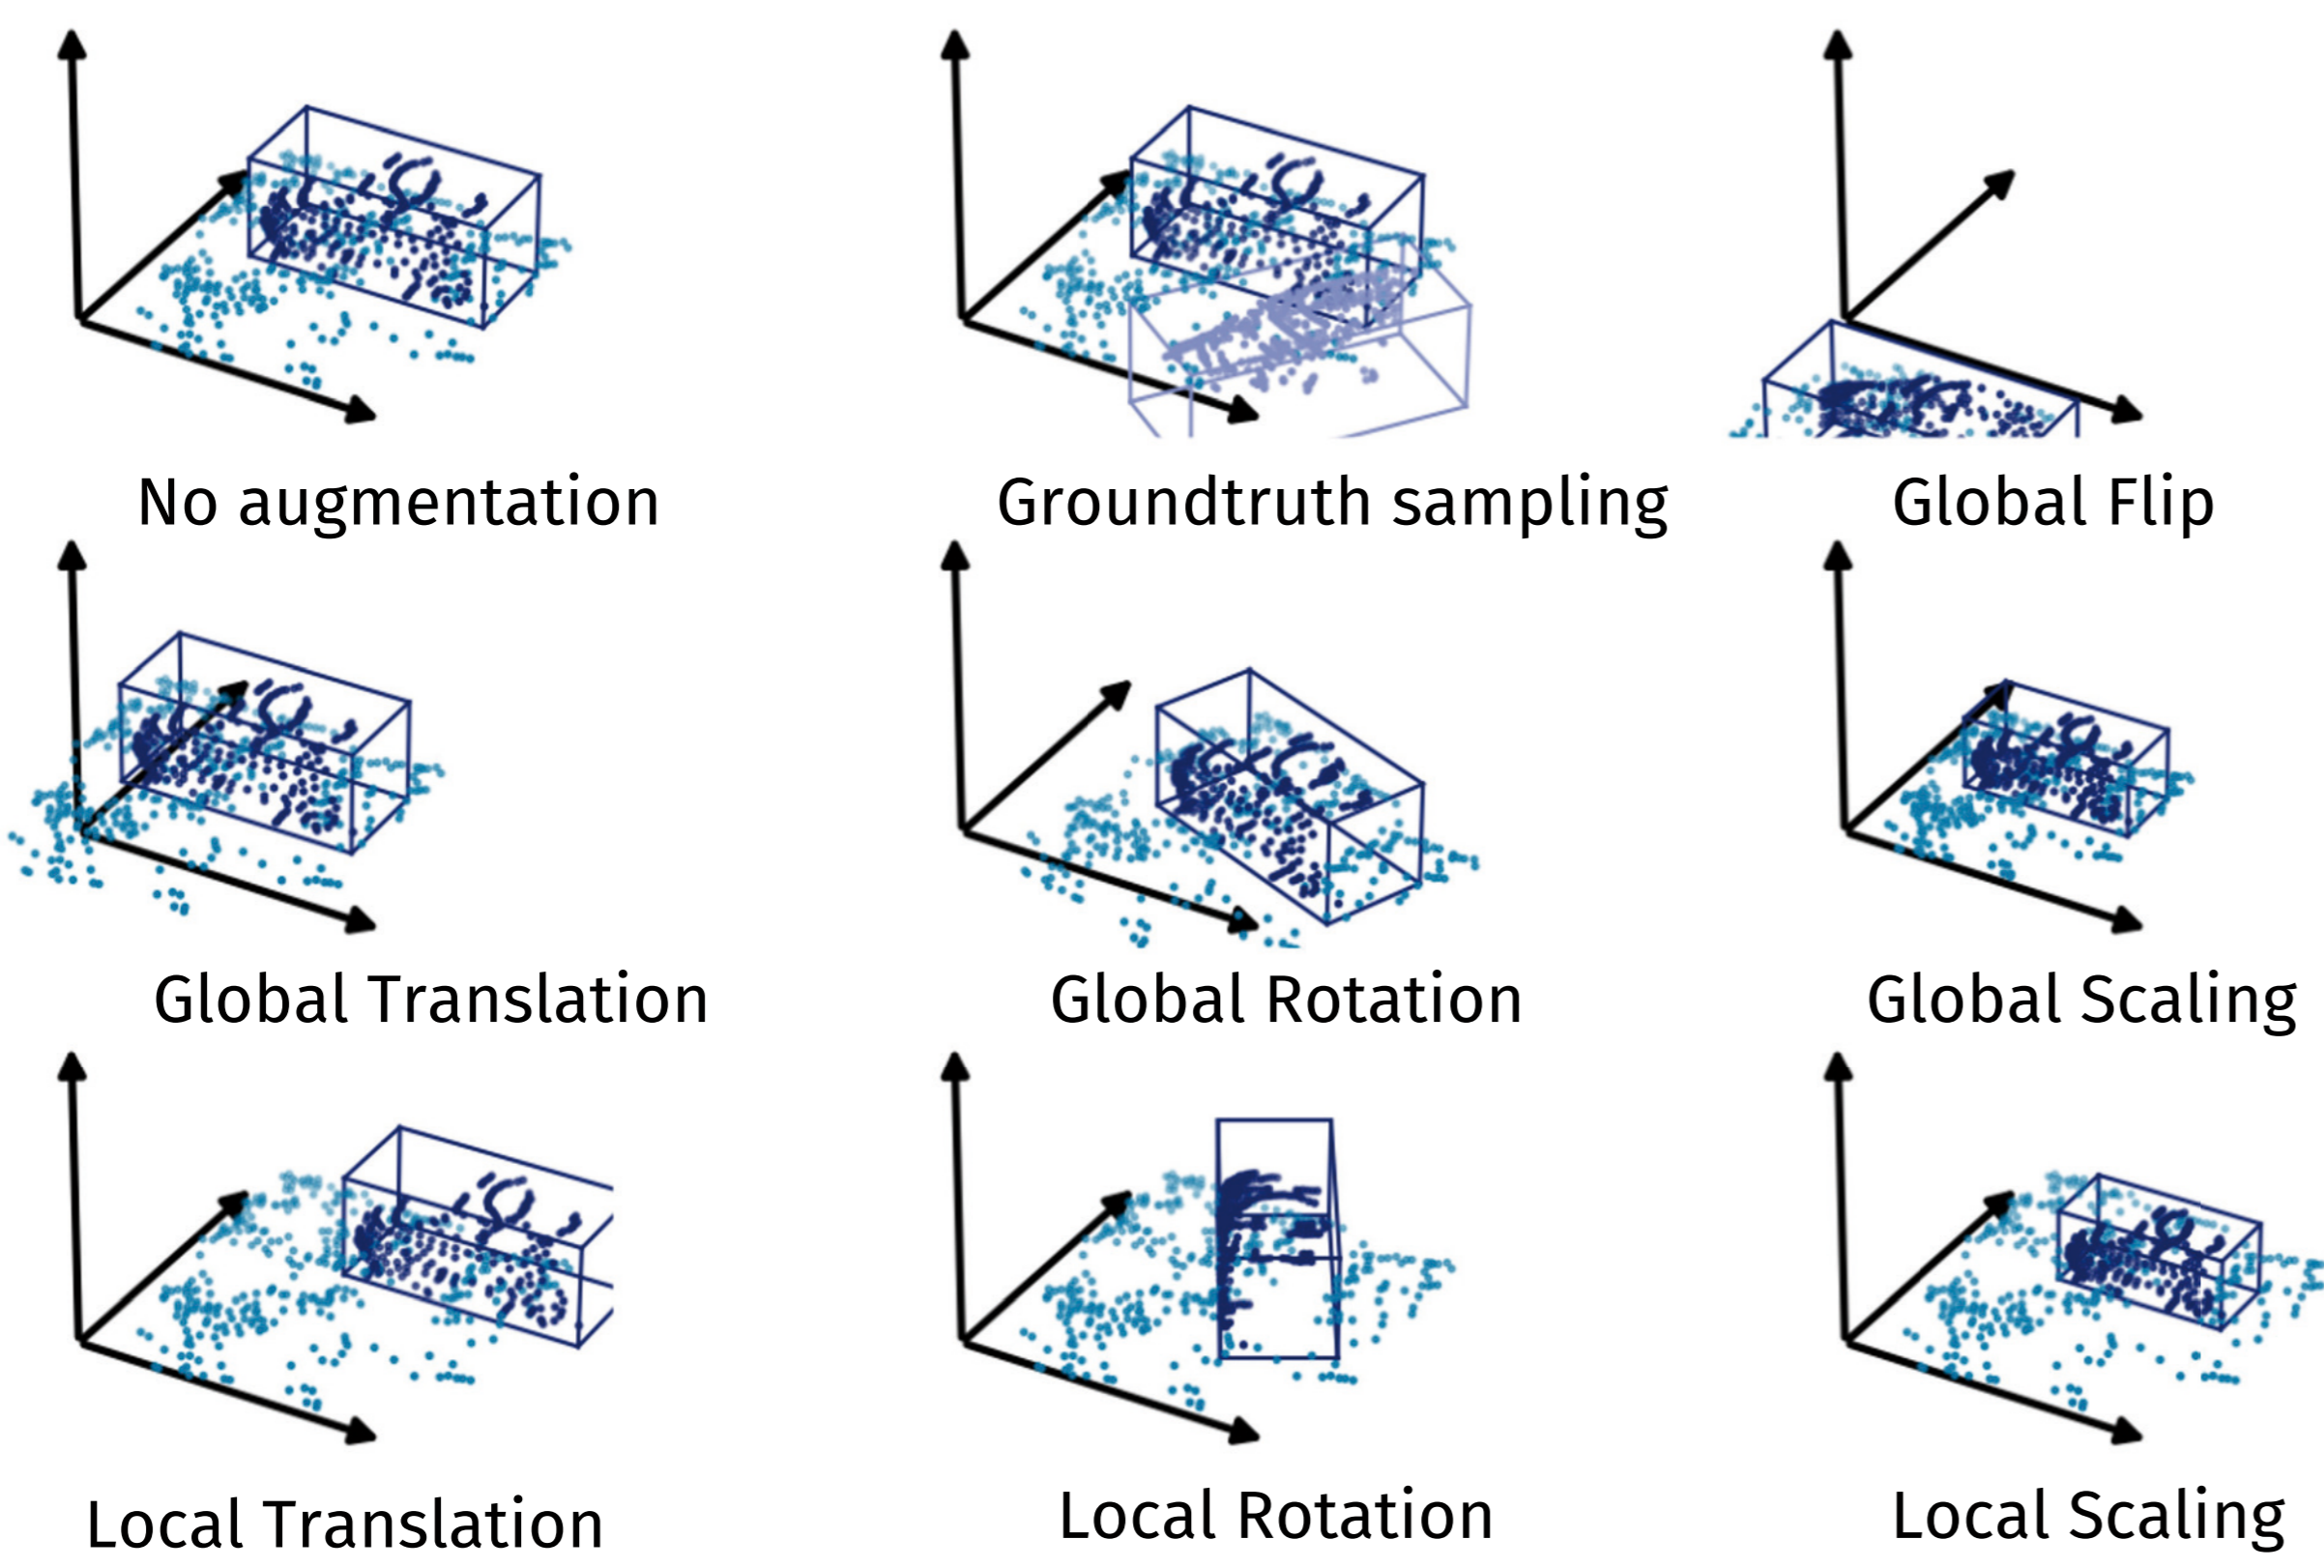 No augmentation
Groundtruth sampling
Global Flip
Global Translation
Global Rotation
Global Scaling
Local Translation
Local Rotation
Local Scaling